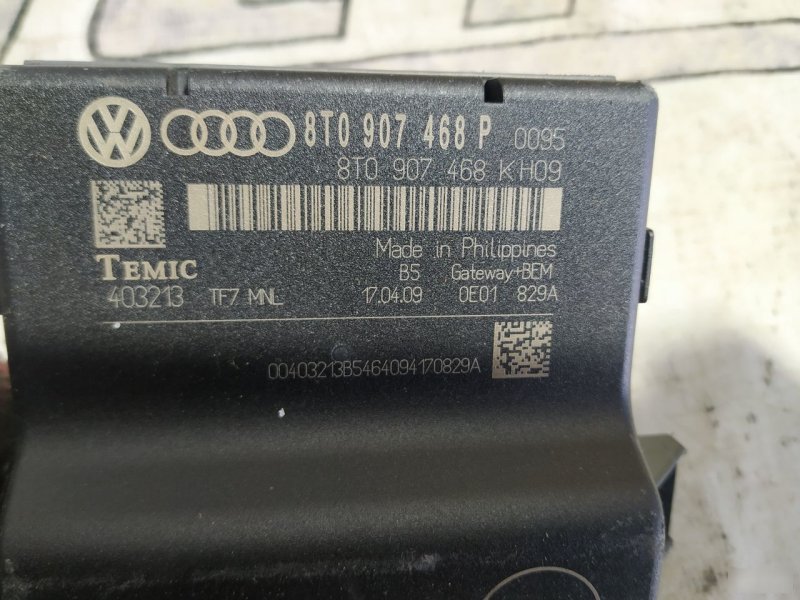 8T0 907 468 P 0095
8T0 907 468 K H09
TEMIC
Made in Philippines
B5 Gateway+BEM
403213 TF7 MNL 17.04.09 0E01 829A
00403213B5464094170829A